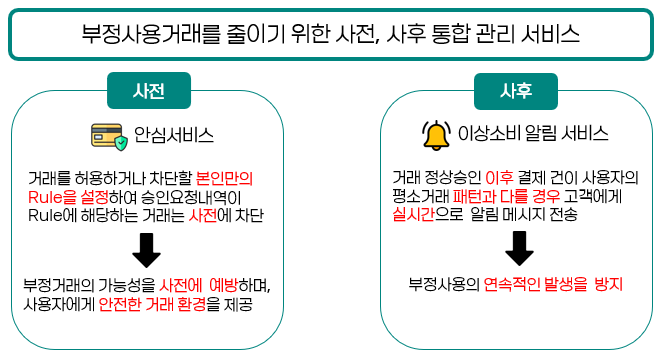 부정사용거래를 줄이기 위한 사전, 사후 통합 관리 서비스
사전
안심서비스
거래를 허용하거나 차단할 본인만의
Rule을 설정하여 승인요청내역이
Rule에 해당하는 거래는 사전에 차단
부정거래의 가능성을 사전에 예방하며,
사용자에게 안전한 거래 환경을 제공
사후
이상소비 알림 서비스
거래 정상승인 이후 결제 건이 사용자의
평소거래 패턴과 다를 경우 고객에게
실시간으로 알림 메시지 전송
부정사용의 연속적인 발생을 방지